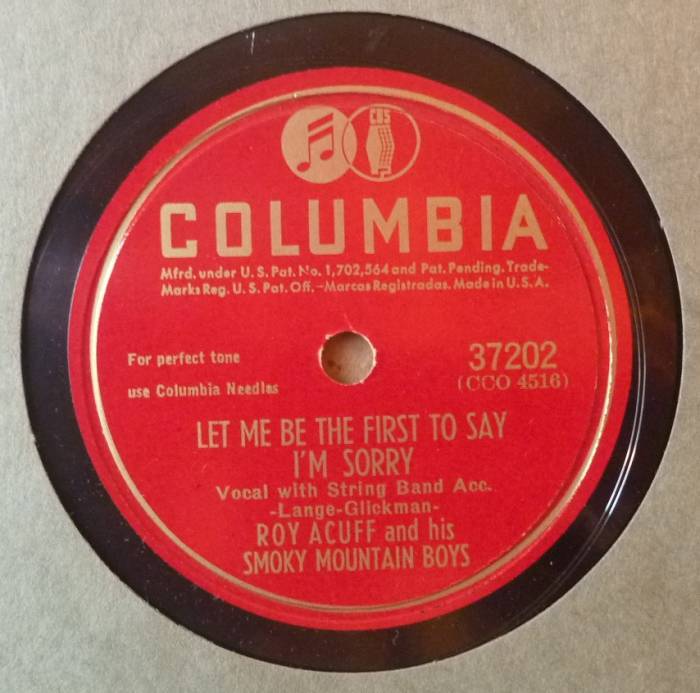 CBS
COLUMBIA
Mfrd. under U.S. Pat. No. 1,702,564 and Pat. Pending. Trade-
Marks Reg. U.S. Pat. Off. -Marcas Registradas. Made in U.S.A.
For perfect tone
use Columbia Needles
37202
(CCO 4516)
LET ME BE THE FIRST TO SAY
I'M SORRY
Vocal with String Band Acc.
-Lange-Glickman-
ROY ACUFF and his
SMOKY MOUNTAIN BOYS